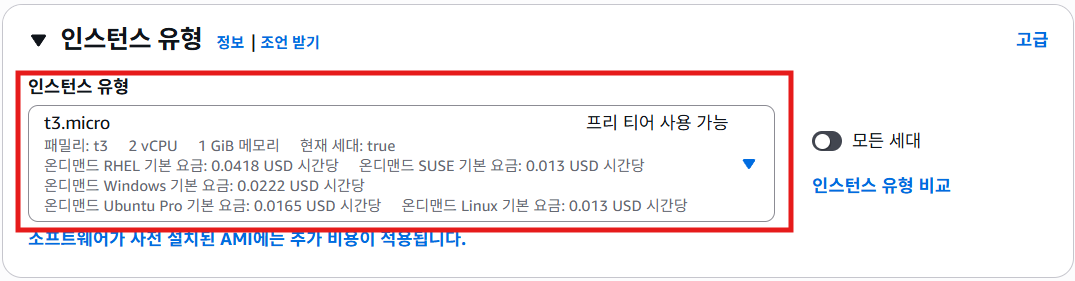 인스턴스 유형 정보 | 조언 받기 고급
인스턴스 유형
t3.micro 프리 티어 사용 가능
패밀리: t3 2 vCPU 1 GiB 메모리 현재 세대: true
온디맨드 RHEL 기본 요금: 0.0418 USD 시간당 온디맨드 SUSE 기본 요금: 0.013 USD 시간당
온디맨드 Windows 기본 요금: 0.0222 USD 시간당
온디맨드 Ubuntu Pro 기본 요금: 0.0165 USD 시간당 온디맨드 Linux 기본 요금: 0.013 USD 시간당
모든 세대
인스턴스 유형 비교
소프트웨어가 사전 설치된 AMI에는 추가 비용이 적용됩니다.